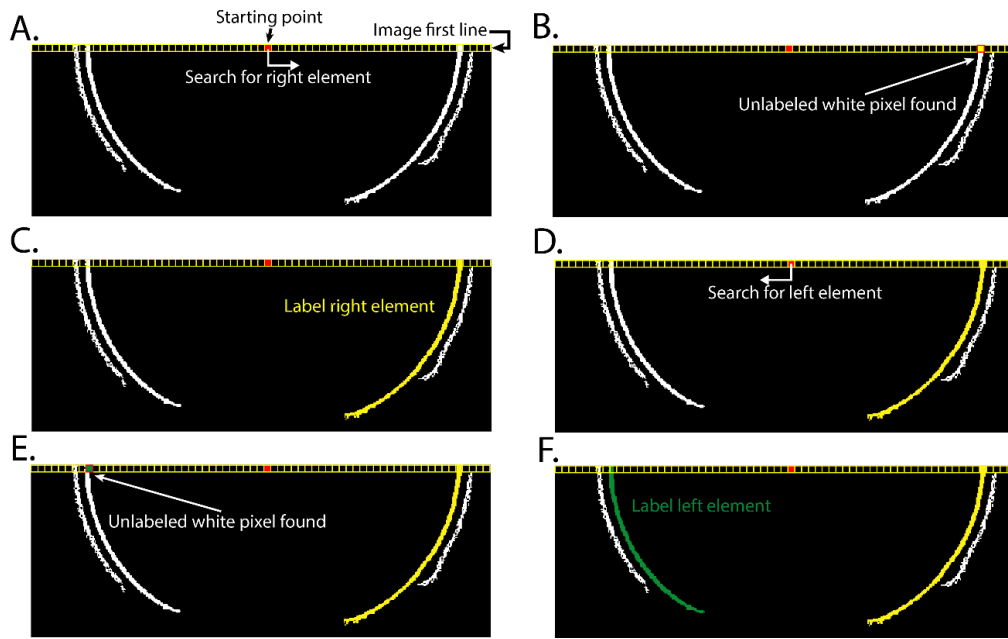 A.
Starting point
Image first line
Search for right element
B.
Unlabeled white pixel found
C.
Label right element
D.
Search for left element
E.
Unlabeled white pixel found
F.
Label left element